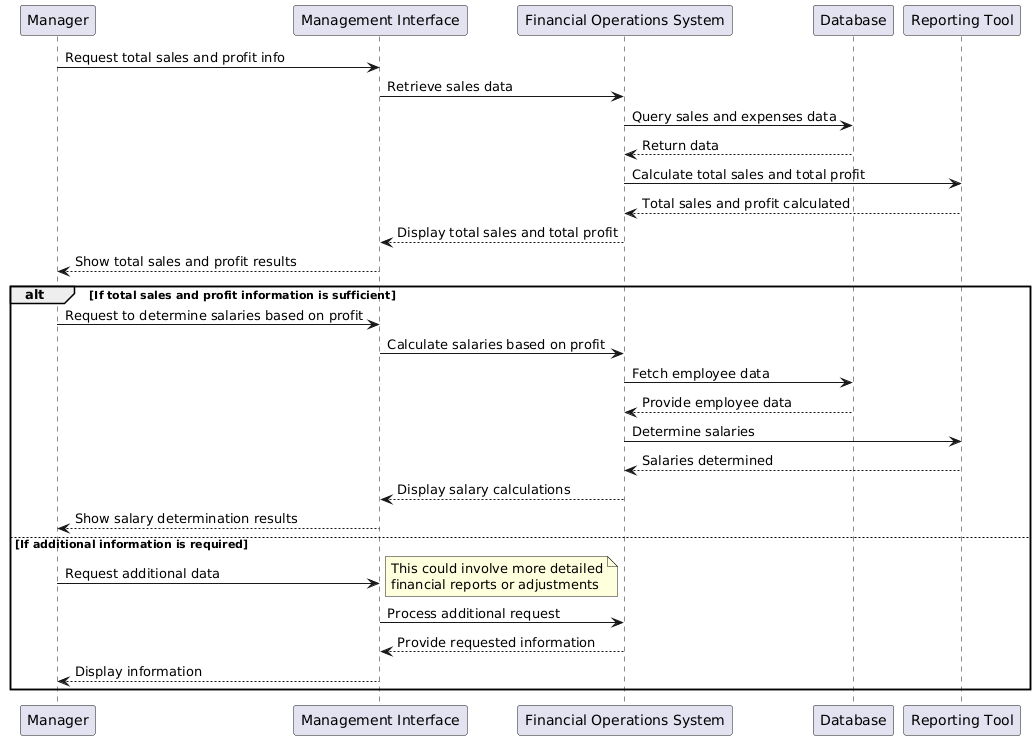 Manager
Management Interface
Financial Operations System
Database
Reporting Tool
Request total sales and profit info
Retrieve sales data
Query sales and expenses data
Return data
Calculate total sales and total profit
Total sales and profit calculated
Display total sales and total profit
Show total sales and profit results
alt
[If total sales and profit information is sufficient]
Request to determine salaries based on profit
Calculate salaries based on profit
Fetch employee data
Provide employee data
Determine salaries
Salaries determined
Display salary calculations
Show salary determination results
[If additional information is required]
Request additional data
This could involve more detailed
financial reports or adjustments
Process additional request
Provide requested information
Display information
Manager
Management Interface
Financial Operations System
Database
Reporting Tool